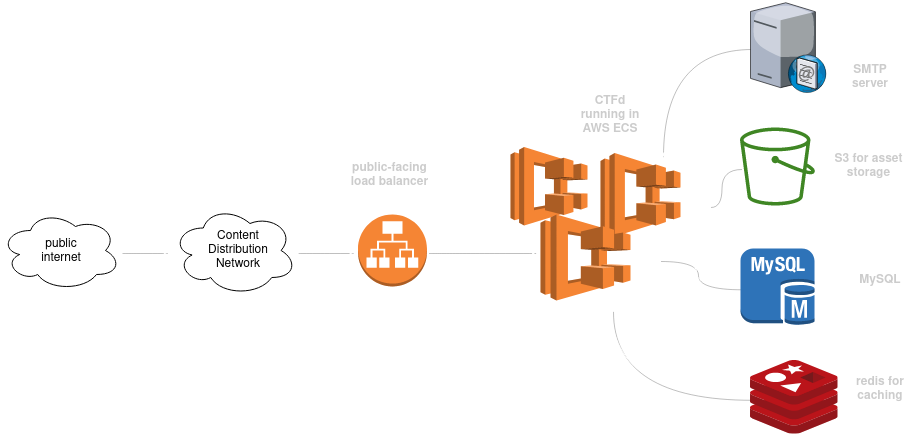 public
internet
Content
Distribution
Network
public-facing
load balancer
CTFd
running in
AWS ECS
@
SMTP
server
S3 for asset
storage
MySQL
M
MySQL
redis for
caching